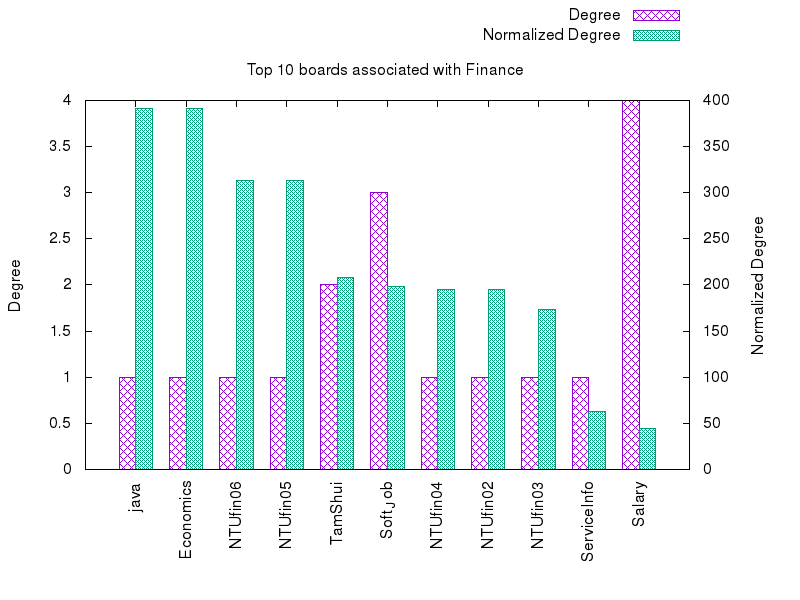 Degree
Normalized Degree
Top 10 boards associated with Finance
4
3.5
3
2.5
2
1.5
1
0.5
0
400
350
300
250
200
150
100
50
0
Degree
Normalized Degree
java
Economics
NTUfin06
NTUfin05
TamShui
SoftJob
NTUfin04
NTUfin02
NTUfin03
ServiceInfo
Salary